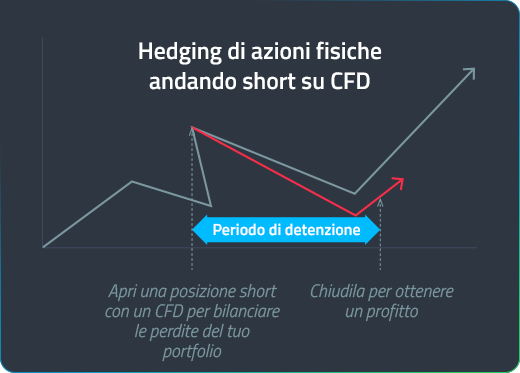 Hedging di azioni fisiche
andando short su CFD
Periodo di detenzione
Apri una posizione short
con un CFD per bilanciare
le perdite del tuo
portfolio
Chiudila per ottenere
un profitto